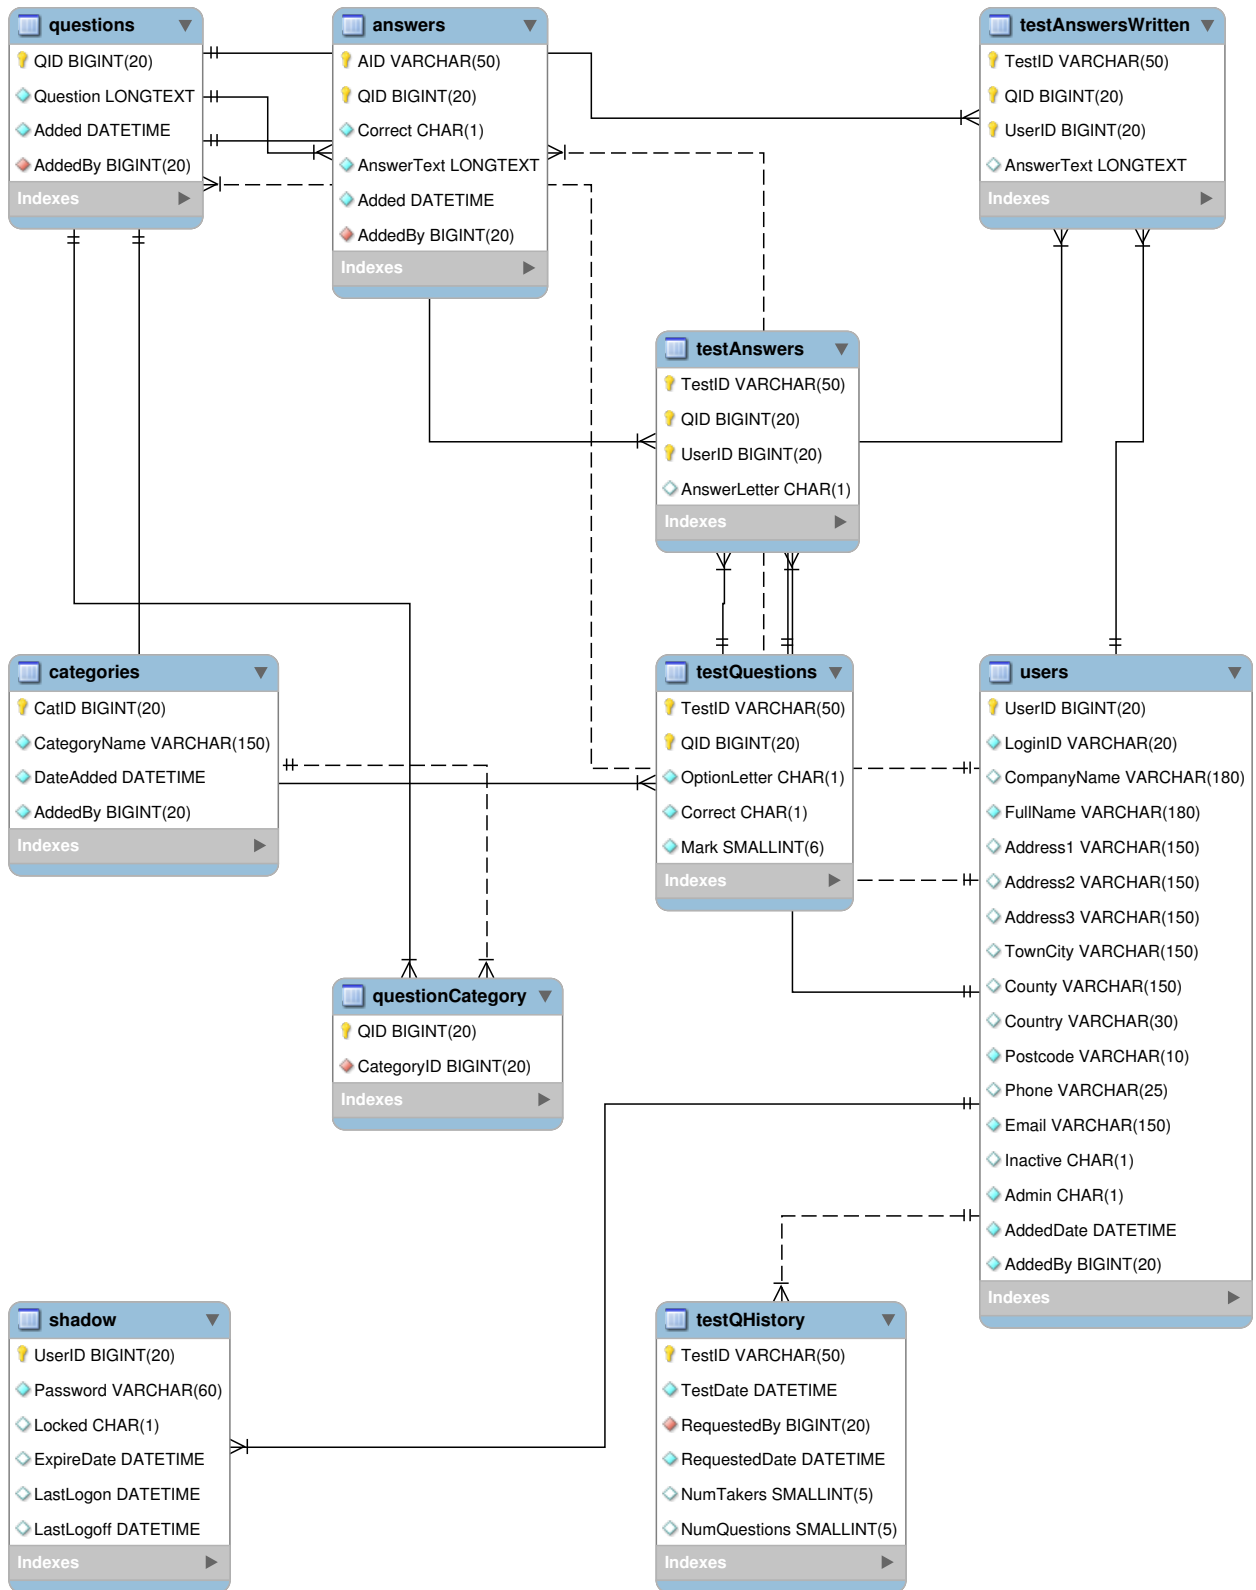 questions
QID BIGINT(20)
Question LONGTEXT
Added DATETIME
AddedBy BIGINT(20)
Indexes
answers
AID VARCHAR(50)
QID BIGINT(20)
Correct CHAR(1)
AnswerText LONGTEXT
Added DATETIME
AddedBy BIGINT(20)
Indexes
testAnswersWritten
TestID VARCHAR(50)
QID BIGINT(20)
UserID BIGINT(20)
AnswerText LONGTEXT
Indexes
testAnswers
TestID VARCHAR(50)
QID BIGINT(20)
UserID BIGINT(20)
AnswerLetter CHAR(1)
Indexes
categories
CatID BIGINT(20)
CategoryName VARCHAR(150)
DateAdded DATETIME
AddedBy BIGINT(20)
Indexes
testQuestions
TestID VARCHAR(50)
QID BIGINT(20)
OptionLetter CHAR(1)
Correct CHAR(1)
Mark SMALLINT(6)
Indexes
users
UserID BIGINT(20)
LoginID VARCHAR(20)
CompanyName VARCHAR(180)
FullName VARCHAR(180)
Address1 VARCHAR(150)
Address2 VARCHAR(150)
Address3 VARCHAR(150)
TownCity VARCHAR(150)
County VARCHAR(150)
Country VARCHAR(30)
Postcode VARCHAR(10)
Phone VARCHAR(25)
Email VARCHAR(150)
Inactive CHAR(1)
Admin CHAR(1)
AddedDate DATETIME
AddedBy BIGINT(20)
Indexes
questionCategory
QID BIGINT(20)
CategoryID BIGINT(20)
Indexes
shadow
UserID BIGINT(20)
Password VARCHAR(60)
Locked CHAR(1)
ExpireDate DATETIME
LastLogon DATETIME
LastLogoff DATETIME
Indexes
testQHistory
TestID VARCHAR(50)
TestDate DATETIME
RequestedBy BIGINT(20)
RequestedDate DATETIME
NumTakers SMALLINT(5)
NumQuestions SMALLINT(5)
Indexes